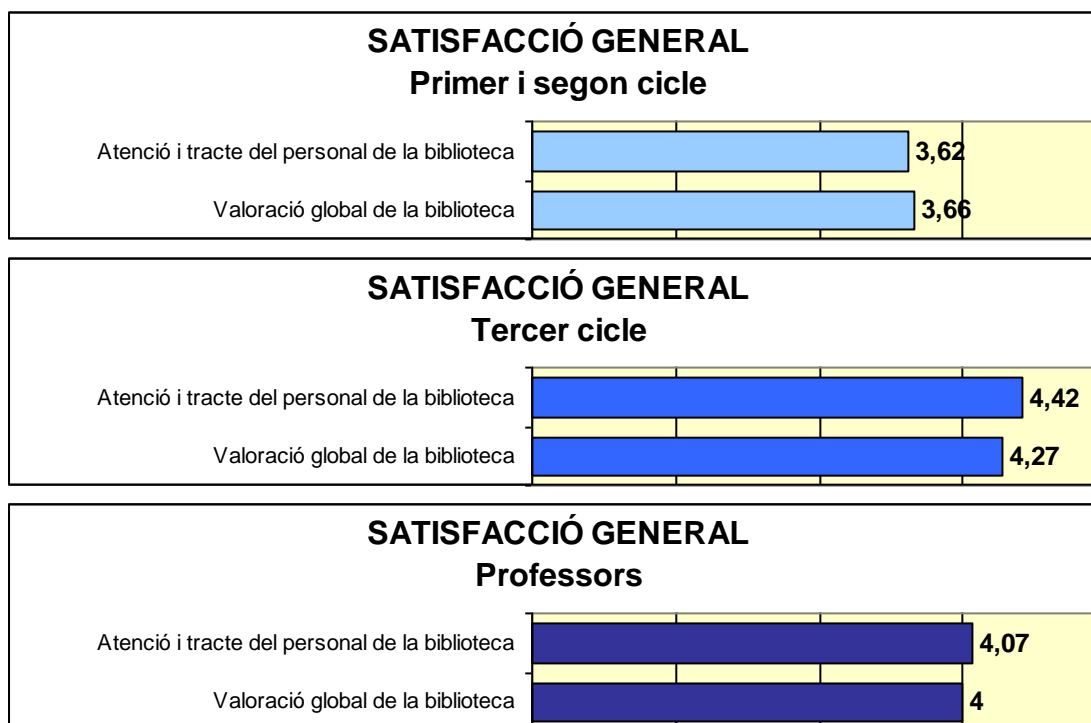 SATISFACCIÓ GENERAL
Primer i segon cicle
Atenció i tracte del personal de la biblioteca
3,62
Valoració global de la biblioteca
3,66
SATISFACCIÓ GENERAL
Tercer cicle
Atenció i tracte del personal de la biblioteca
4,42
Valoració global de la biblioteca
4,27
SATISFACCIÓ GENERAL
Professors
Atenció i tracte del personal de la biblioteca
4,07
Valoració global de la biblioteca
4